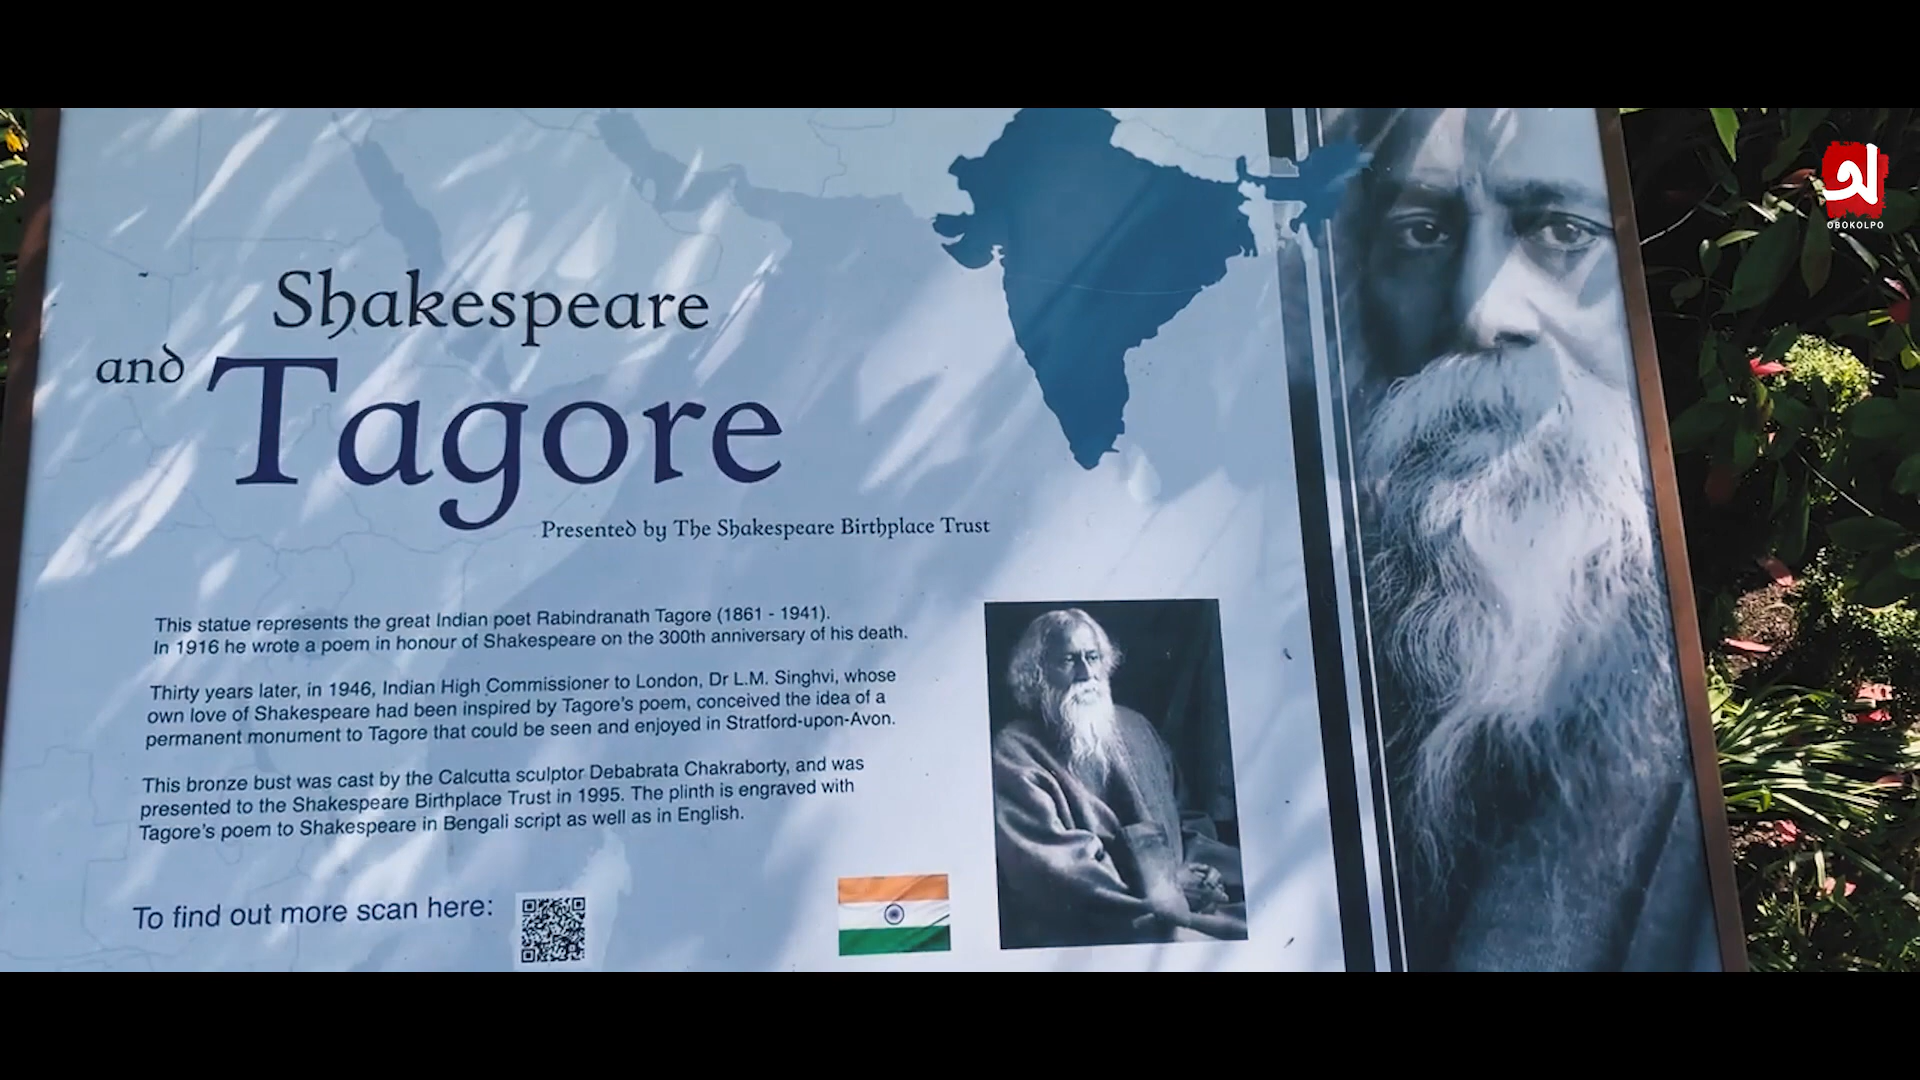 Shakespeare
and Tagore
Presented by The Shakespeare Birthplace Trust
This statue represents the great Indian poet Rabindranath Tagore (1861 - 1941).
In 1916 he wrote a poem in honour of Shakespeare on the 300th anniversary of his death.
Thirty years later, in 1946, Indian High Commissioner to London, Dr L.M. Singhvi, whose
own love of Shakespeare had been inspired by Tagore's poem, conceived the idea of a
permanent monument to Tagore that could be seen and enjoyed in Stratford-upon-Avon.
This bronze bust was cast by the Calcutta sculptor Debabrata Chakraborty, and was
presented to the Shakespeare Birthplace Trust in 1995. The plinth is engraved with
Tagore's poem to Shakespeare in Bengali script as well as in English.
To find out more scan here:
অ
OBOKOLPO